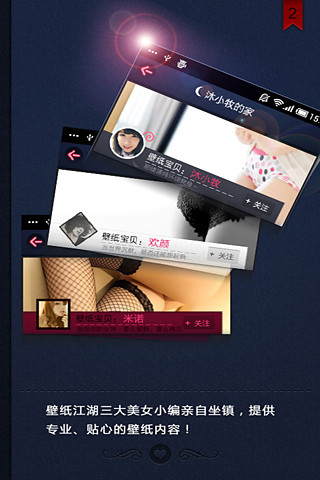 2
15:
沐小牧的家
壁纸宝贝：沐小牧
+ 关注
壁纸宝贝：欢颜
+ 关注
壁纸宝贝：米诺
+ 关注
壁纸江湖三大美女小编亲自坐镇，提供
专业、贴心的壁纸内容！